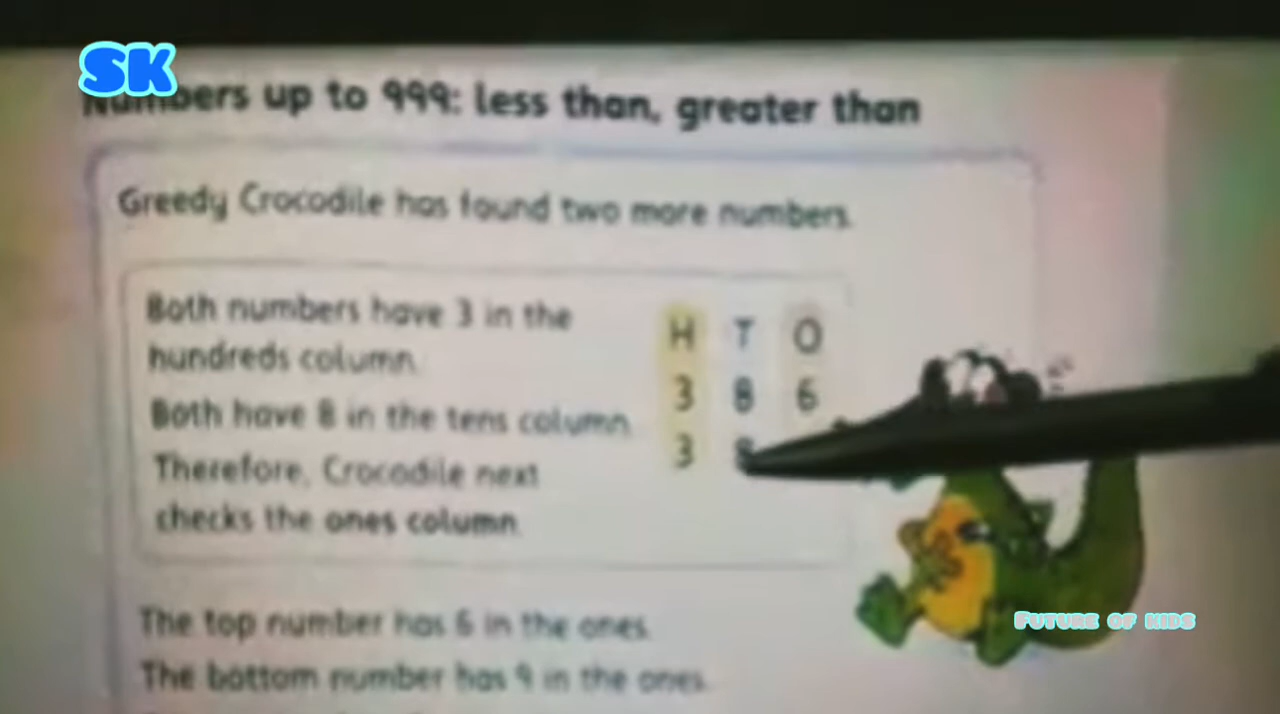 SK
Numbers up to 999: less than, greater than
Greedy Crocodile has found two more numbers.
Both numbers have 3 in the
hundreds column.
Both have 8 in the tens column.
Therefore, Crocodile next
checks the ones column.
H T O
3 8 6
3 8
The top number has 6 in the ones.
The bottom number has 9 in the ones.
Future of kids